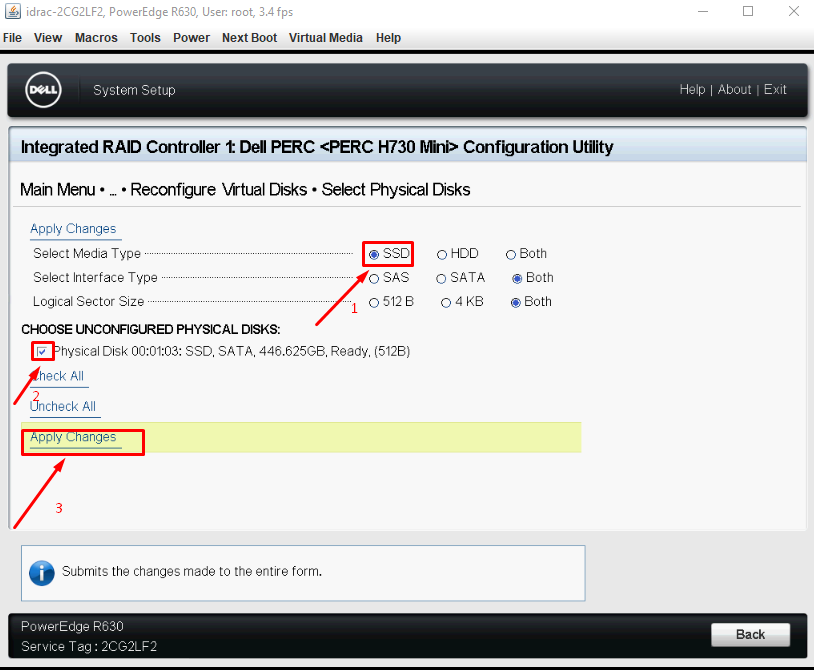 idrac-2CG2LF2, PowerEdge R630, User: root, 3.4 fps
File View Macros Tools Power Next Boot Virtual Media Help
DELL System Setup Help | About | Exit
Integrated RAID Controller 1: Dell PERC <PERC H730 Mini> Configuration Utility
Main Menu • ... • Reconfigure Virtual Disks • Select Physical Disks
Apply Changes
Select Media Type SSD HDD Both
Select Interface Type SAS SATA Both
Logical Sector Size 512 B 4 KB Both
1
CHOOSE UNCONFIGURED PHYSICAL DISKS:
Physical Disk 00:01:03: SSD, SATA, 446.625GB, Ready, (512B)
Check All
2
Uncheck All
Apply Changes
3
Submits the changes made to the entire form.
PowerEdge R630
Service Tag : 2CG2LF2
Back